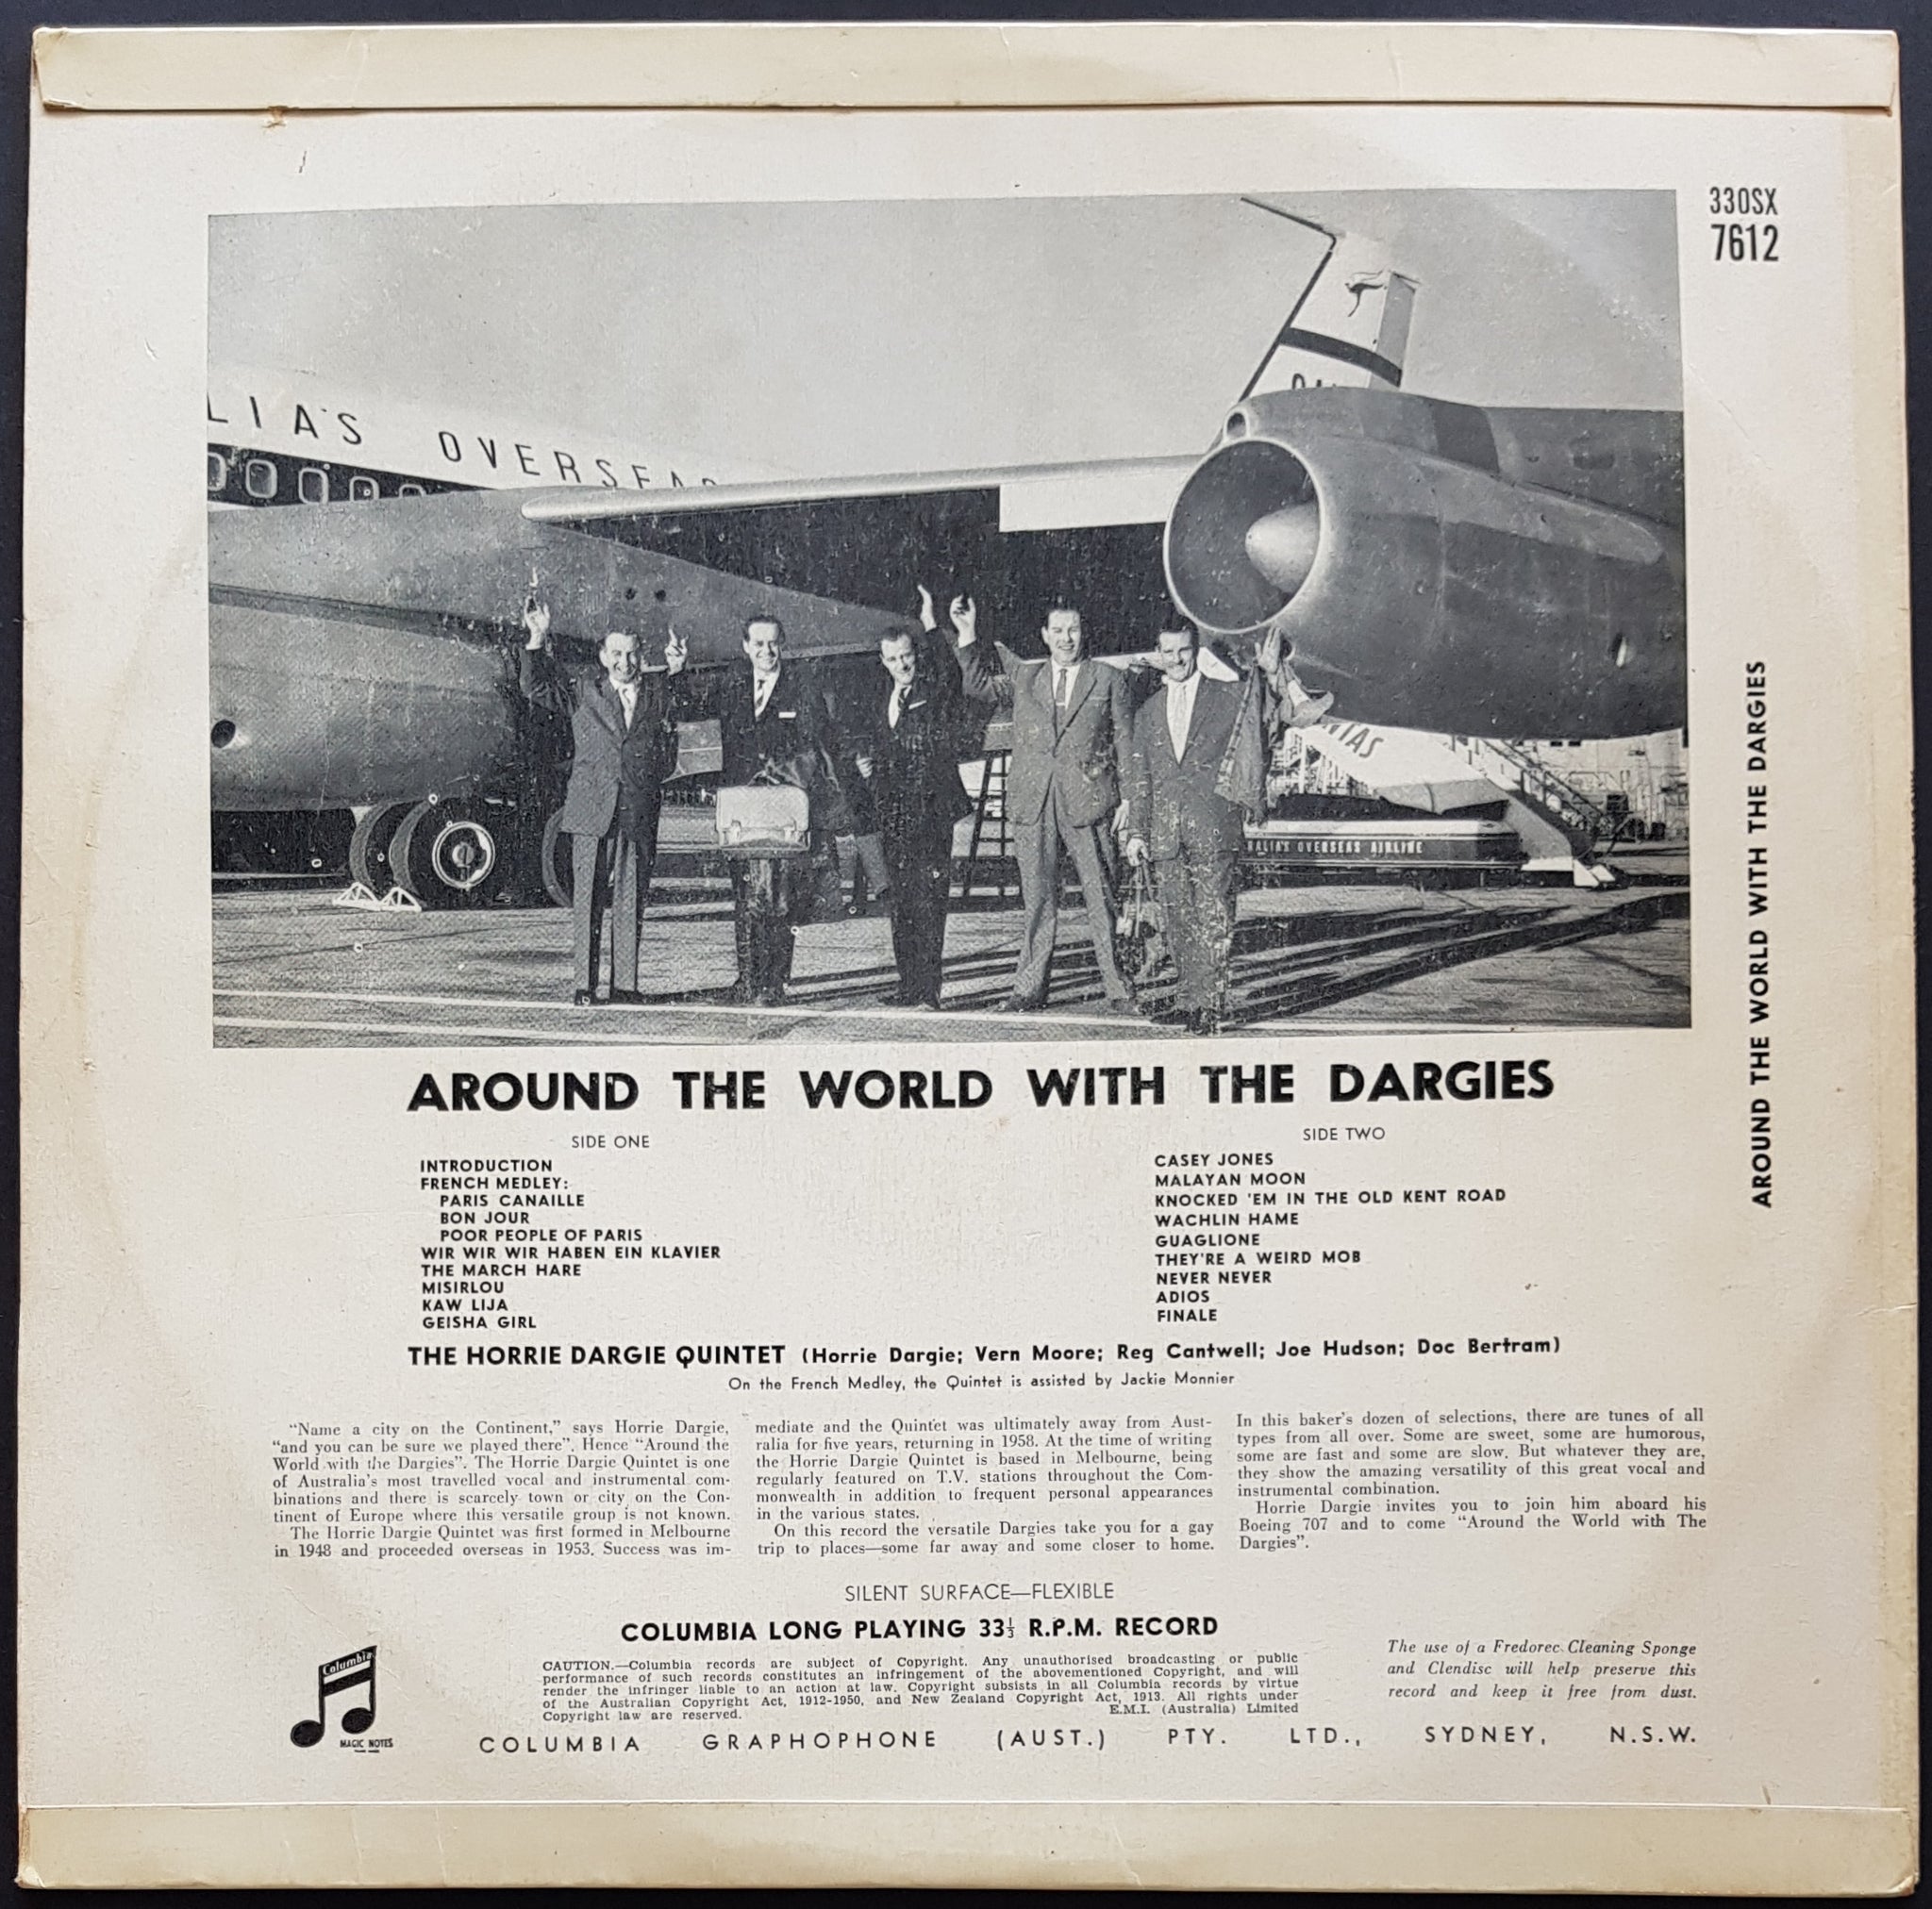 330SX
7612
LIA'S OVERSEAS
ALIA'S OVERSEAS AIRLINE
AROUND THE WORLD WITH THE DARGIES
AROUND THE WORLD WITH THE DARGIES
SIDE ONE
INTRODUCTION
FRENCH MEDLEY:
PARIS CANAILLE
BON JOUR
POOR PEOPLE OF PARIS
WIR WIR WIR HABEN EIN KLAVIER
THE MARCH HARE
MISIRLOU
KAW LIJA
GEISHA GIRL
SIDE TWO
CASEY JONES
MALAYAN MOON
KNOCKED 'EM IN THE OLD KENT ROAD
WACHLIN HAME
GUAGLIONE
THEY'RE A WEIRD MOB
NEVER NEVER
ADIOS
FINALE
THE HORRIE DARGIE QUINTET (Horrie Dargie; Vern Moore; Reg Cantwell; Joe Hudson; Doc Bertram)
On the French Medley, the Quintet is assisted by Jackie Monnier
"Name a city on the Continent," says Horrie Dargie,
"and you can be sure we played there". Hence "Around the
World with the Dargies". The Horrie Dargie Quintet is one
of Australia's most travelled vocal and instrumental com-
binations and there is scarcely town or city on the Con-
tinent of Europe where this versatile group is not known.
The Horrie Dargie Quintet was first formed in Melbourne
in 1948 and proceeded overseas in 1953. Success was im-
mediate and the Quintet was ultimately away from Aust-
ralia for five years, returning in 1958. At the time of writing
the Horrie Dargie Quintet is based in Melbourne, being
regularly featured on T.V. stations throughout the Com-
monwealth in addition to frequent personal appearances
in the various states.
On this record the versatile Dargies take you for a gay
trip to places—some far away and some closer to home.
In this baker's dozen of selections, there are tunes of all
types from all over. Some are sweet, some are humorous,
some are fast and some are slow. But whatever they are,
they show the amazing versatility of this great vocal and
instrumental combination.
Horrie Dargie invites you to join him aboard his
Boeing 707 and to come "Around the World with The
Dargies".
SILENT SURFACE—FLEXIBLE
COLUMBIA LONG PLAYING 33⅓ R.P.M. RECORD
Columbia
MAGIC NOTES
CAUTION.—Columbia records are subject of Copyright. Any unauthorised broadcasting or public
performance of such records constitutes an infringement of the abovementioned Copyright, and will
render the infringer liable to an action at law. Copyright subsists in all Columbia records by virtue
of the Australian Copyright Act, 1912-1950, and New Zealand Copyright Act, 1913. All rights under
Copyright law are reserved. E.M.I. (Australia) Limited
The use of a Fredorec Cleaning Sponge
and Clendisc will help preserve this
record and keep it free from dust.
COLUMBIA GRAPHOPHONE (AUST.) PTY. LTD., SYDNEY, N.S.W.